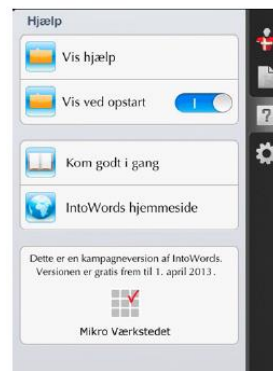 Hjælp
Vis hjælp
Vis ved opstart
Kom godt i gang
IntoWords hjemmeside
Dette er en kampagneversion af IntoWords.
Versionen er gratis frem til 1. april 2013.
Mikro Værkstedet
?